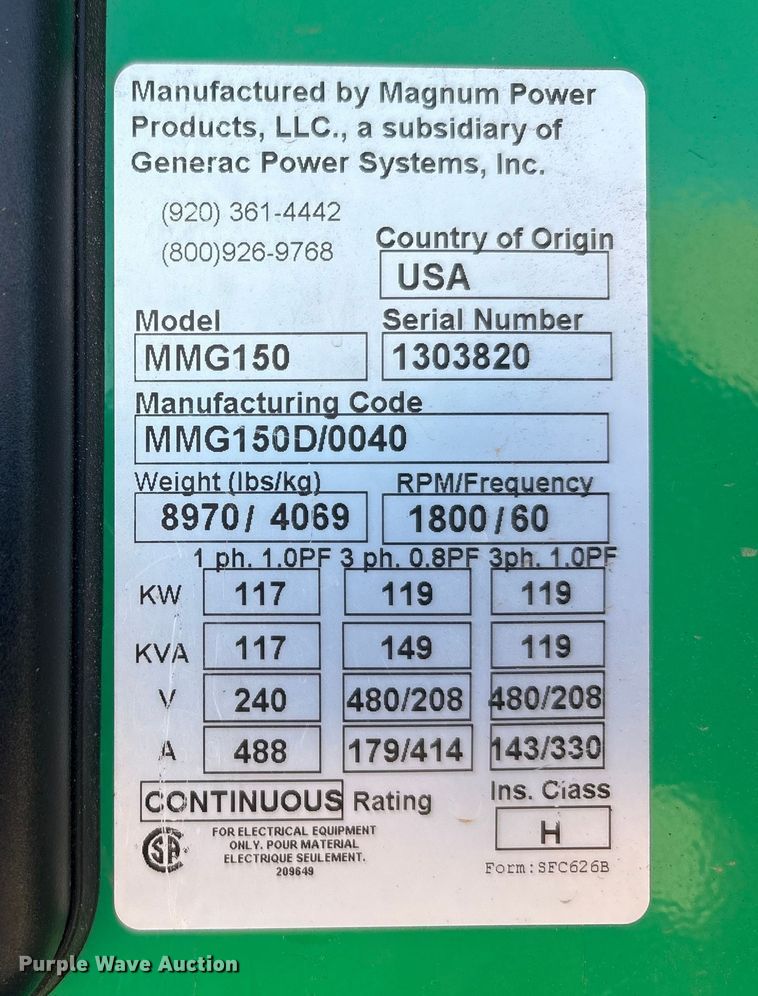 Manufactured by Magnum Power
Products, LLC., a subsidiary of
Generac Power Systems, Inc.
(920) 361-4442
(800)926-9768
Country of Origin
USA
Model Serial Number
MMG150 1303820
Manufacturing Code
MMG150D/0040
Weight (lbs/kg) RPM/Frequency
8970/ 4069 1800/60
1 ph. 1.0PF 3 ph. 0.8PF 3ph. 1.0PF
KW 117 119 119
KVA 117 149 119
V 240 480/208 480/208
A 488 179/414 143/330
CONTINUOUS Rating Ins. Class
H
SA
FOR ELECTRICAL EQUIPMENT
ONLY. POUR MATERIAL
ELECTRIQUE SEULEMENT.
209649
Form:SFC626B
Purple Wave Auction